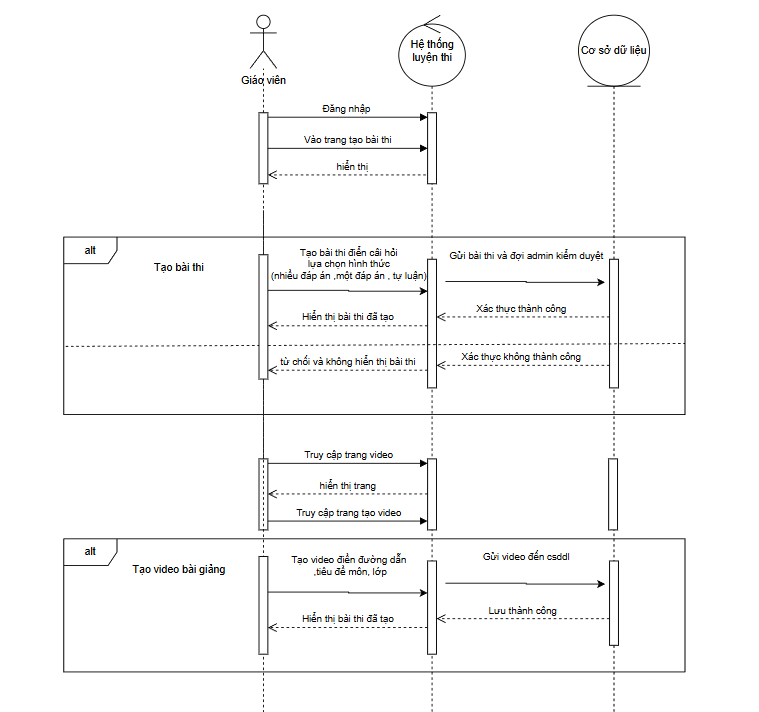 Hệ thống
luyện thi
Cơ sở dữ liệu
Giáo viên
Đăng nhập
Vào trang tạo bài thi
hiển thị
alt
Tạo bài thi
Tạo bài thi điền câi hỏi
lựa chọn hình thức
(nhiều đáp án ,một đáp án , tự luận)
Gửi bài thi và đợi admin kiểm duyệt
Xác thực thành công
Hiển thị bài thi đã tạo
Xác thực không thành công
từ chối và không hiển thị bài thi
Truy cập trang video
hiển thị trang
Truy cập trang tạo video
alt
Tạo video bài giảng
Tạo video điền đường dẫn
,tiêu đề môn, lớp
Gửi video đến csddl
Lưu thành công
Hiển thị bài thi đã tạo